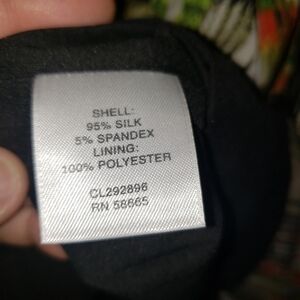 SHELL:
95% SILK
5% SPANDEX
LINING:
100% POLYESTER
CL292896
RN 58665